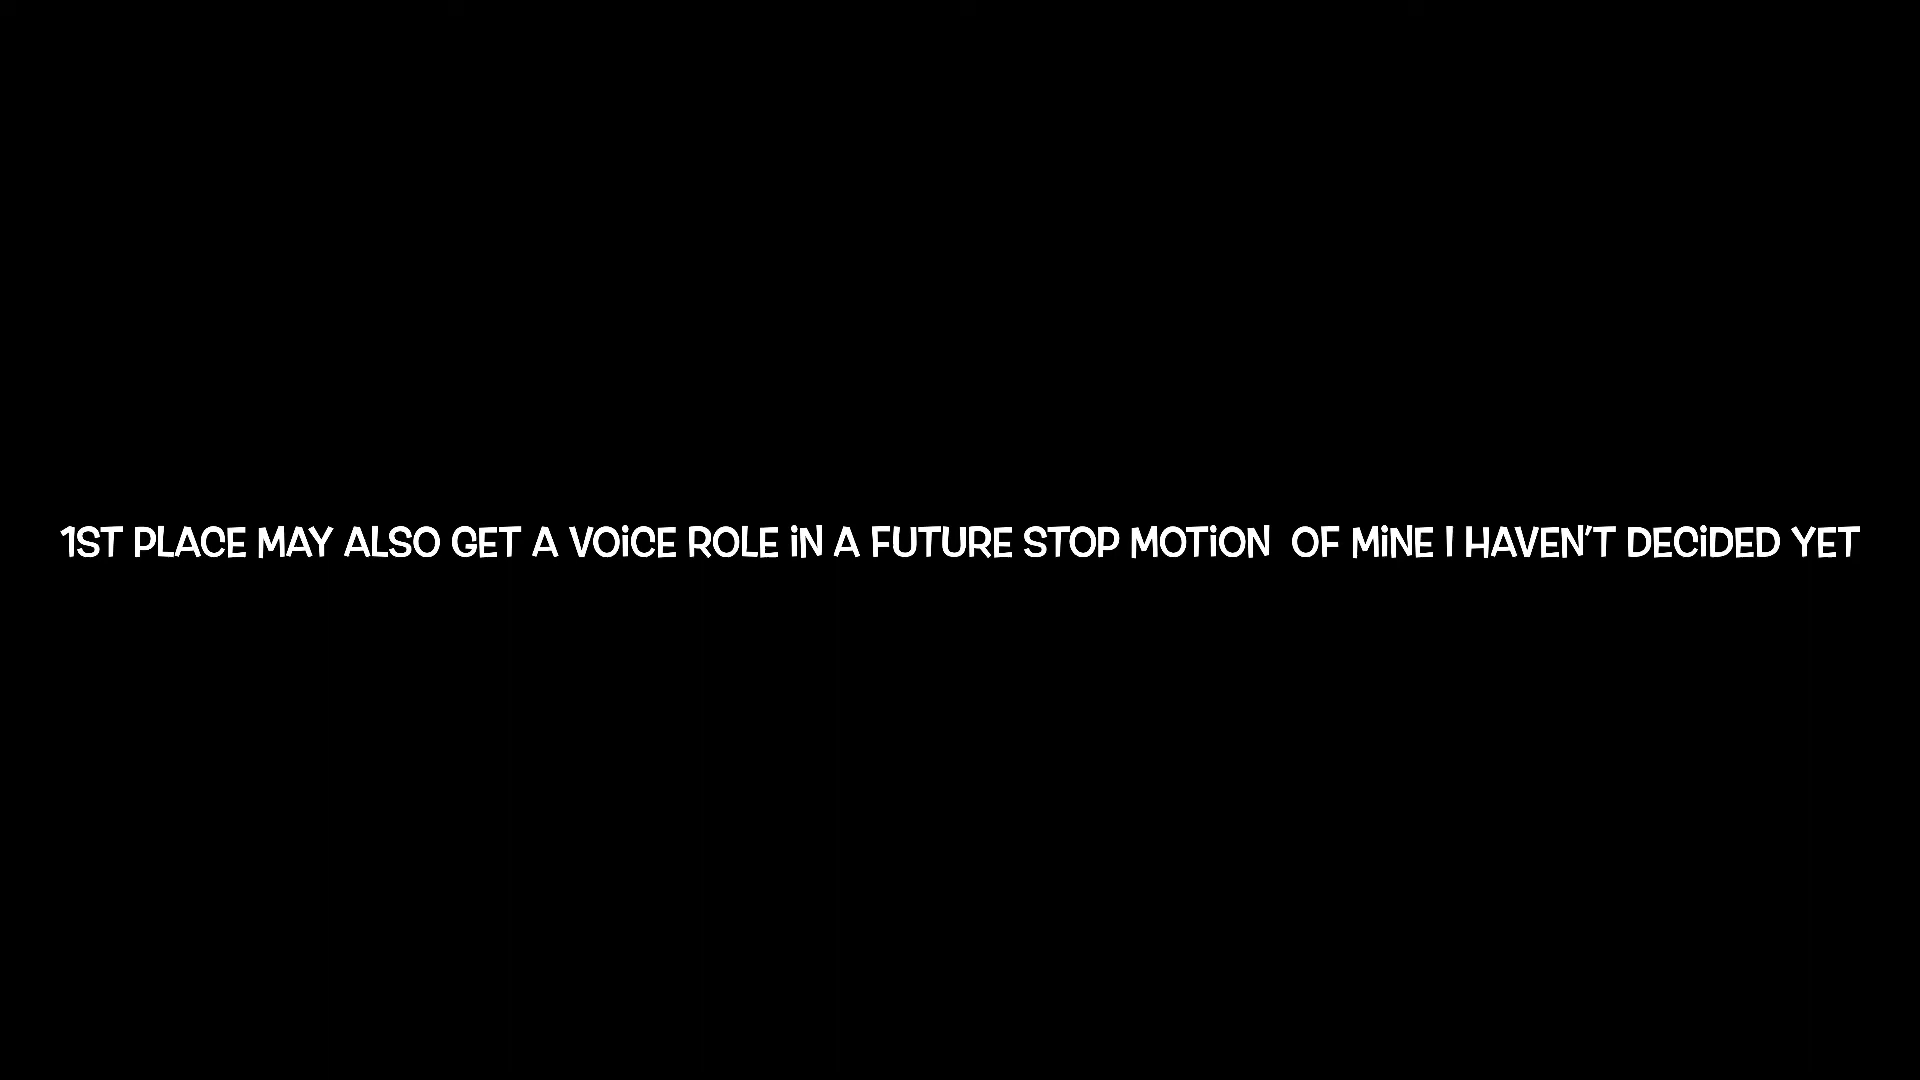 1ST PLACE MAY ALSO GET A VOiCE ROLE iN A FUTURE STOP MOTiON  OF MiNE I HAVEN'T DECiDED YET